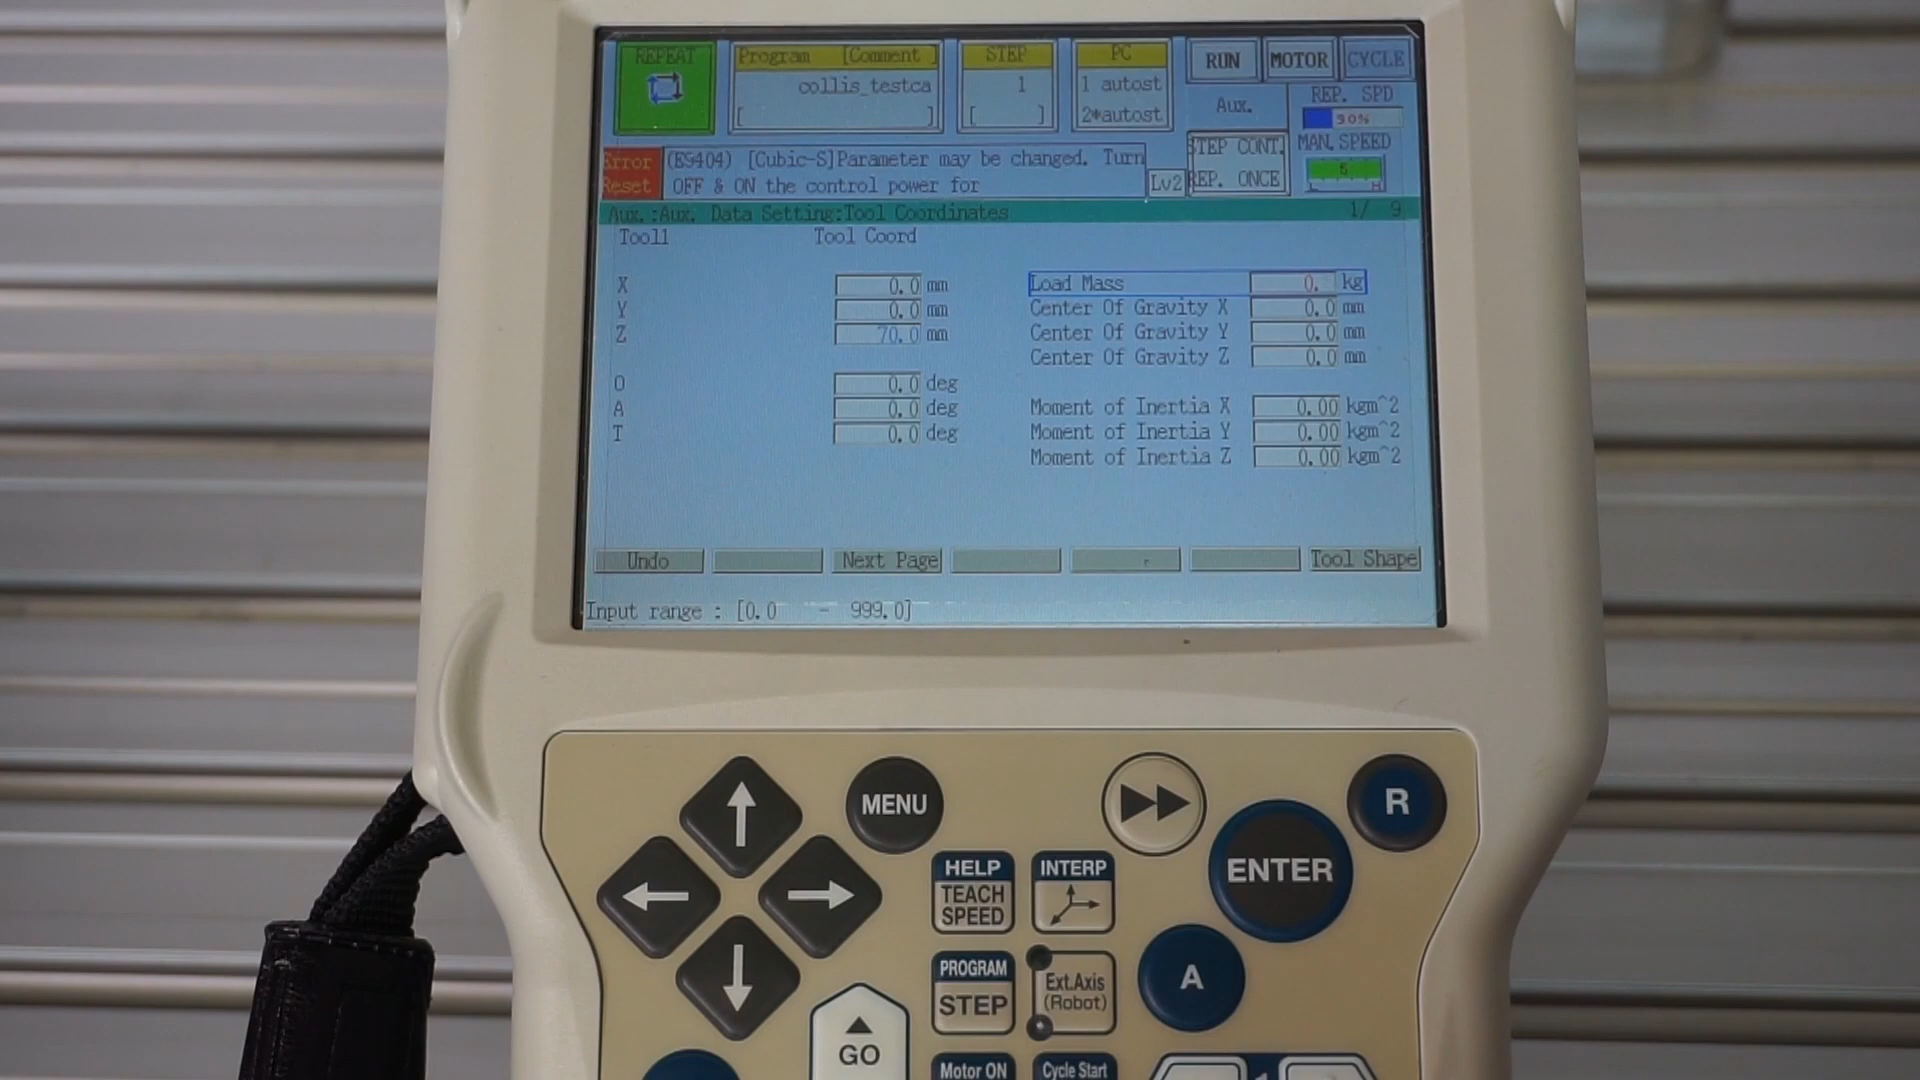 REPEAT
Program [Comment ]
collis_testca
[ ]
STEP
1
[ ]
PC
1 autost
2*autost
RUN MOTOR CYCLE
Aux.
REP. SPD
90%
STEP CONT.
REP. ONCE
MAN. SPEED
5
L H
Error
Reset
(E9404) [Cubic-S]Parameter may be changed. Turn
OFF & ON the control power for
Lv2
Aux.:Aux. Data Setting:Tool Coordinates 1/ 9
Tool1 Tool Coord
X 0.0 mm
Y 0.0 mm
Z 70.0 mm
O 0.0 deg
A 0.0 deg
T 0.0 deg
Load Mass 0. kg
Center Of Gravity X 0.0 mm
Center Of Gravity Y 0.0 mm
Center Of Gravity Z 0.0 mm
Moment of Inertia X 0.00 kgm^2
Moment of Inertia Y 0.00 kgm^2
Moment of Inertia Z 0.00 kgm^2
Undo Next Page Tool Shape
Input range : [0.0 - 999.0]
MENU
R
ENTER
HELP
TEACH
SPEED
INTERP
A
PROGRAM
STEP
Ext.Axis
(Robot)
GO
Motor ON
Cycle Start